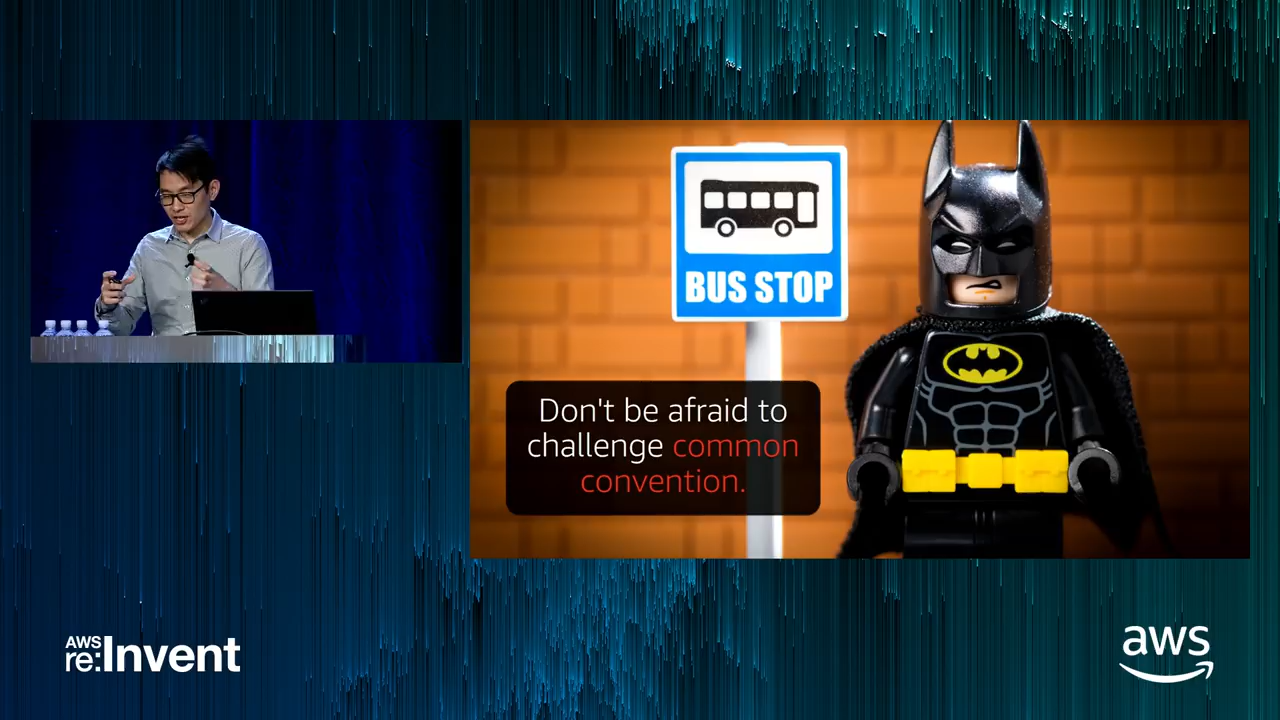 BUS STOP
Don't be afraid to
challenge common
convention.
AWS
re:Invent
aws